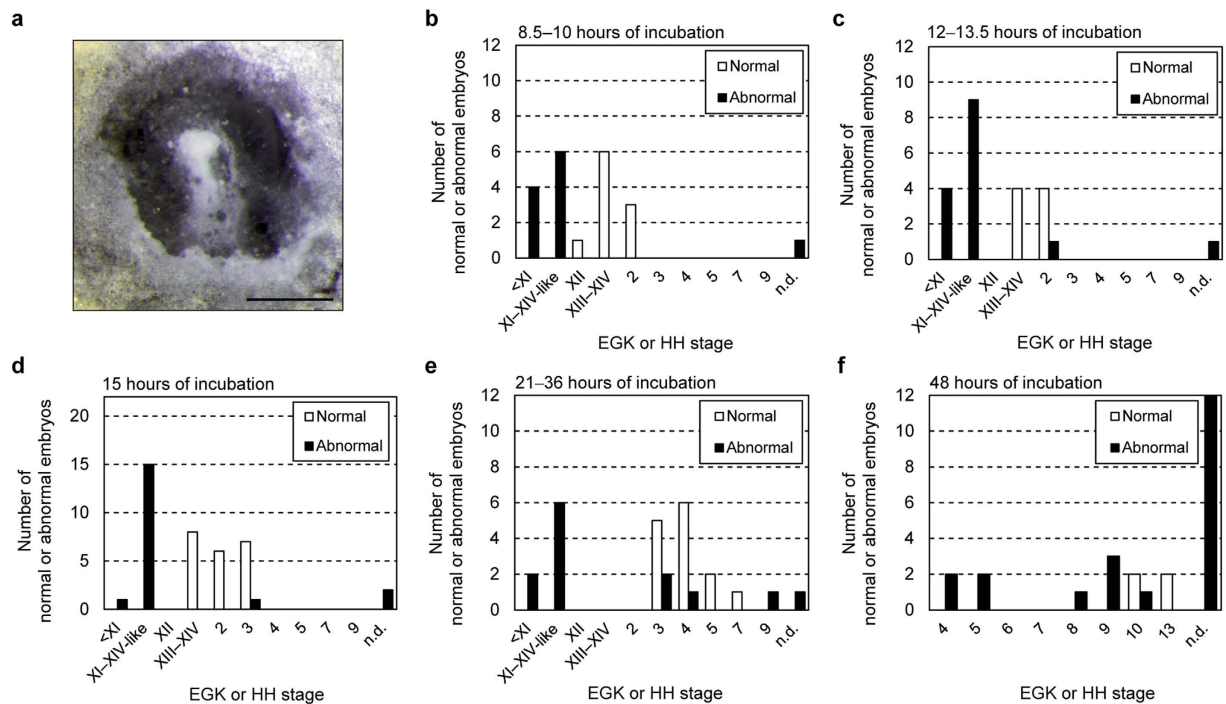 a
b
8.5–10 hours of incubation
Number of
normal or abnormal embryos
12
10
8
6
4
2
0
Normal
Abnormal
<XI
XI–XIV-like
XII
XIII–XIV
2
3
4
5
7
9
n.d.
EGK or HH stage
c
12–13.5 hours of incubation
Number of
normal or abnormal embryos
12
10
8
6
4
2
0
Normal
Abnormal
<XI
XI–XIV-like
XII
XIII–XIV
2
3
4
5
7
9
n.d.
EGK or HH stage
d
15 hours of incubation
Number of
normal or abnormal embryos
20
15
10
5
0
Normal
Abnormal
<XI
XI–XIV-like
XII
XIII–XIV
2
3
4
5
7
9
n.d.
EGK or HH stage
e
21–36 hours of incubation
Number of
normal or abnormal embryos
12
10
8
6
4
2
0
Normal
Abnormal
<XI
XI–XIV-like
XII
XIII–XIV
2
3
4
5
7
9
n.d.
EGK or HH stage
f
48 hours of incubation
Number of
normal or abnormal embryos
12
10
8
6
4
2
0
Normal
Abnormal
4
5
6
7
8
9
10
13
n.d.
EGK or HH stage